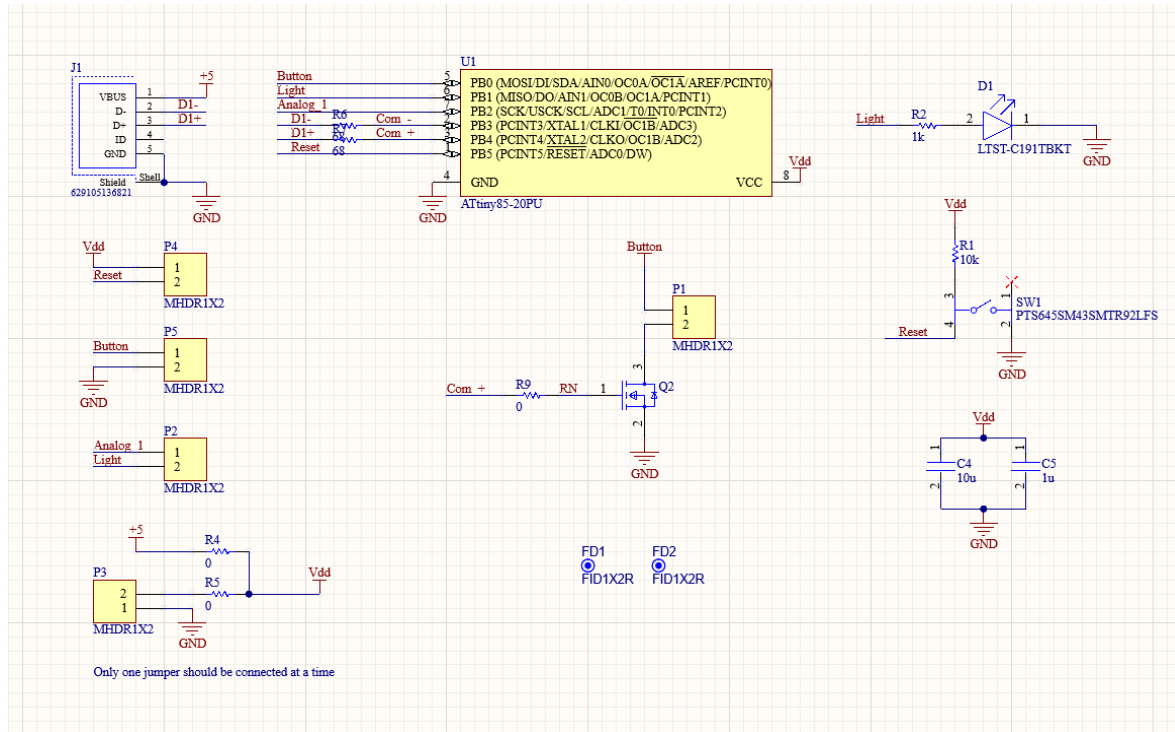 J1
VBUS 1 +5
D- 2 D1-
D+ 3 D1+
ID 4
GND 5
Shield Shell
629105136821
GND
U1
Button 5 PB0 (MOSI/DI/SDA/AIN0/OC0A/OC1A/AREF/PCINT0)
Light 6 PB1 (MISO/DO/AIN1/OC0B/OC1A/PCINT1)
Analog_1 7 PB2 (SCK/USCK/SCL/ADC1/T0/INT0/PCINT2)
D1- R6 Com - 2 PB3 (PCINT3/XTAL1/CLKI/OC1B/ADC3)
D1+ R7 68 Com + 3 PB4 (PCINT4/XTAL2/CLKO/OC1B/ADC2)
Reset 68 1 PB5 (PCINT5/RESET/ADC0/DW)
4 GND VCC 8 Vdd
GND
ATtiny85-20PU
D1
Light R2 2 1
1k LTST-C191TBKT
GND
Vdd
R1
10k
3 1
SW1
PTS645SM43SMTR92LFS
Reset 4 2
GND
Vdd P4
1
Reset 2
MHDR1X2
P5
Button 1
2
GND MHDR1X2
P2
Analog_1 1
Light 2
MHDR1X2
Button
P1
1
2
MHDR1X2
3
Com + R9 RN 1 Q2
0
2
GND
Vdd
1 1
C4 C5
10u 1u
2 2
GND
+5
R4
0
P3 R5 Vdd
2
1 0
MHDR1X2 GND
FD1 FD2
FID1X2R FID1X2R
Only one jumper should be connected at a time